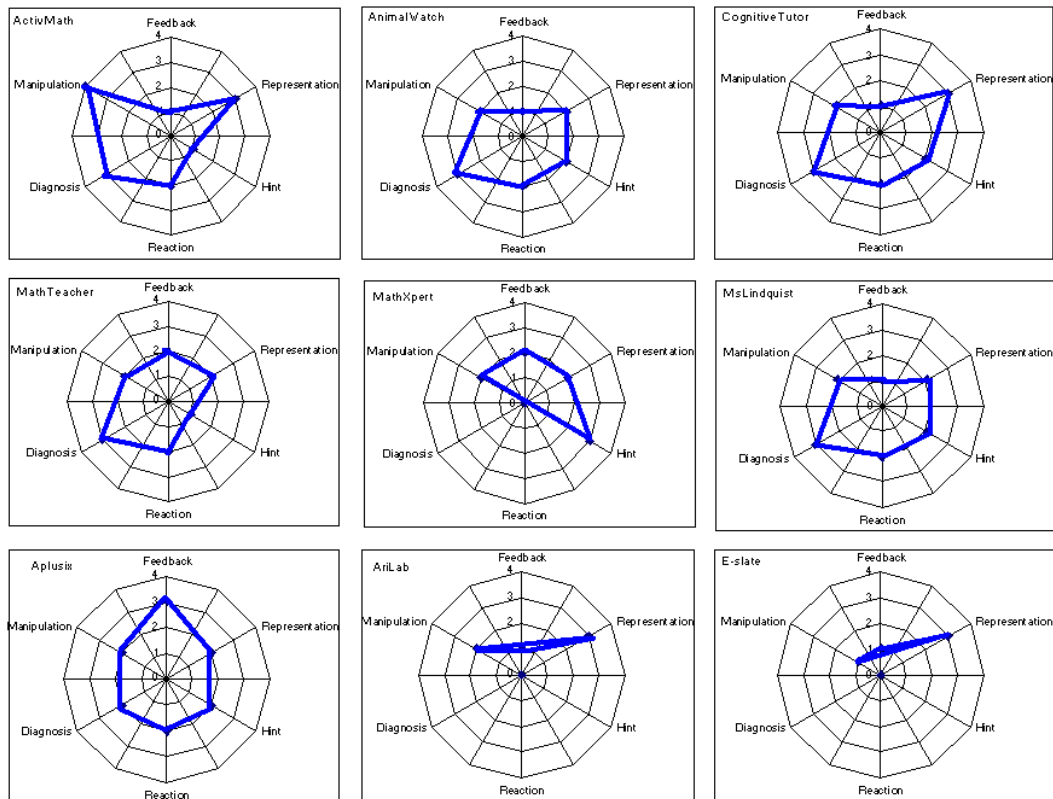 ActivMath
Feedback
4
3
2
1
0
Manipulation
Representation
Diagnosis
Hint
Reaction
AnimalWatch
Feedback
4
3
2
1
0
Manipulation
Representation
Diagnosis
Hint
Reaction
CognitiveTutor
Feedback
4
3
2
1
0
Manipulation
Representation
Diagnosis
Hint
Reaction
MathTeacher
Feedback
4
3
2
1
0
Manipulation
Representation
Diagnosis
Hint
Reaction
MathXpert
Feedback
4
3
2
1
0
Manipulation
Representation
Diagnosis
Hint
Reaction
MsLindquist
Feedback
4
3
2
1
0
Manipulation
Representation
Diagnosis
Hint
Reaction
Aplusix
Feedback
4
3
2
1
0
Manipulation
Representation
Diagnosis
Hint
Reaction
AriLab
Feedback
4
3
2
1
0
Manipulation
Representation
Diagnosis
Hint
Reaction
E-slate
Feedback
4
3
2
1
0
Manipulation
Representation
Diagnosis
Hint
Reaction